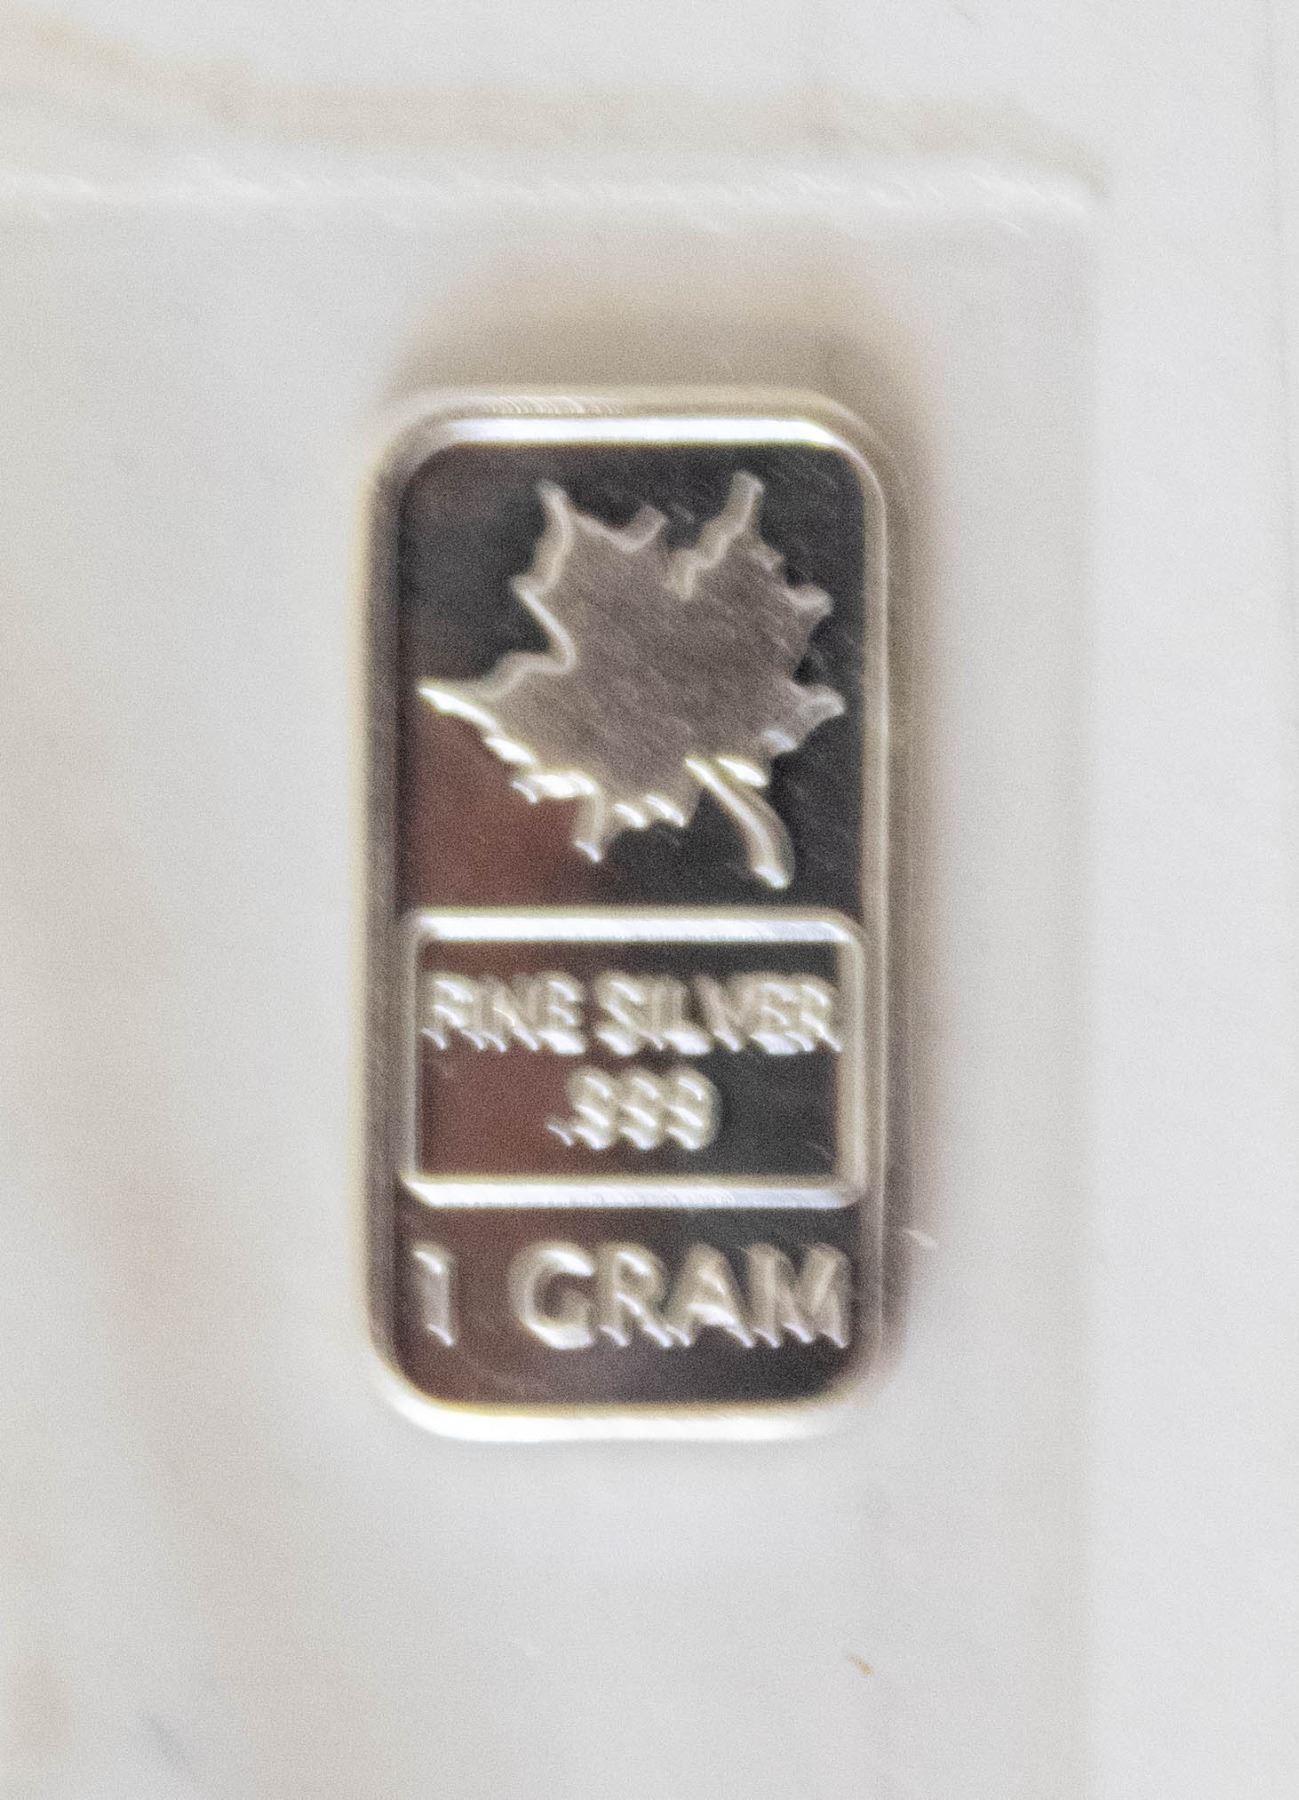 FINE SILVER
.999
1 GRAM